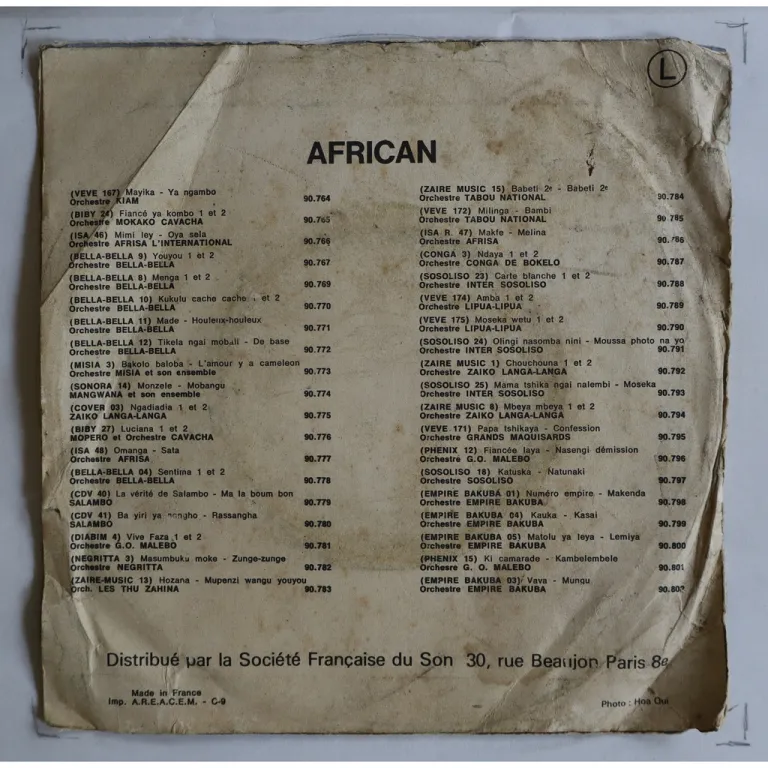 L
AFRICAN
(VEVE 167) Mayika - Ya ngambo
Orchestre KIAM 90.764
(BIBY 24) Fiancé ya kombo 1 et 2
Orchestre MOKAKO CAVACHA 90.765
(ISA 46) Mimi ley - Oya sela
Orchestre AFRISA L'INTERNATIONAL 90.766
(BELLA-BELLA 9) Youyou 1 et 2
Orchestre BELLA-BELLA 90.767
(BELLA-BELLA 8) Menga 1 et 2
Orchestre BELLA-BELLA 90.769
(BELLA-BELLA 10) Kukulu cache cache 1 et 2
Orchestre BELLA-BELLA 90.770
(BELLA-BELLA 11) Made - Houleux-houleux
Orchestre BELLA-BELLA 90.771
(BELLA-BELLA 12) Tikela ngai mobali - De base
Orchestre BELLA-BELLA 90.772
(MISIA 3) Bakolo baloba - L'amour y a cameleon
Orchestre MISIA et son ensemble 90.773
(SONORA 14) Monzele - Mobangu
MANGWANA et son ensemble 90.774
(COVER 03) Ngadiadia 1 et 2
ZAIKO LANGA-LANGA 90.775
(BIBY 27) Luciana 1 et 2
MOPERO et Orchestre CAVACHA 90.776
(ISA 48) Omanga - Sata
Orchestre AFRISA 90.777
(BELLA-BELLA 04) Sentima 1 et 2
Orchestre BELLA-BELLA 90.778
(CDV 40) La vérité de Salambo - Ma la boum bon
SALAMBO 90.779
(CDV 41) Ba yiri ya - Rassangha
SALAMBO 90.780
(DIABIM 4) Vive Faza 1 et 2
Orchestre G.O. MALEBO 90.781
(NEGRITTA 3) Masumbuku moke - Zunge-zunge
Orchestre NEGRITTA 90.782
(ZAIRE-MUSIC 13) Hozana - Mupenzi wangu youyou
Orch. LES THU ZAHINA 90.783
(ZAIRE MUSIC 15) Babeti 2e - Babeti 2e
Orchestre TABOU NATIONAL 90.784
(VEVE 172) Milinga - Bambi
Orchestre TABOU NATIONAL 90.785
(ISA R. 47) Makfe - Melina
Orchestre AFRISA 90.786
(CONGA 3) Ndaya 1 et 2
Orchestre CONGA DE BOKELO 90.787
(SOSOLISO 23) Carte blanche 1 et 2
Orchestre INTER SOSOLISO 90.788
(VEVE 174) Amba 1 et 2
Orchestre LIPUA-LIPUA 90.789
(VEVE 175) Moseka wetu 1 et 2
Orchestre LIPUA-LIPUA 90.790
(SOSOLISO 24) Olingi nasomba nini - Moussa photo na yo
Orchestre INTER SOSOLISO 90.791
(ZAIRE MUSIC 1) Chouchouna 1 et 2
Orchestre ZAIKO LANGA-LANGA 90.792
(SOSOLISO 25) Mama tshika ngai nalembi - Moseka
Orchestre INTER SOSOLISO 90.793
(ZAIRE MUSIC 8) Mbeya mbeya 1 et 2
Orchestre ZAIKO LANGA-LANGA 90.794
(VEVE 171) Papa tshikaya - Confession
Orchestre GRANDS MAQUISARDS 90.795
(PHENIX 12) Fiancée laya - Nasengi démission
Orchestre G.O. MALEBO 90.796
(SOSOLISO 18) Katuska - Natunaki
Orchestre SOSOLISO 90.797
(EMPIRE BAKUBA 01) Numéro empire - Makenda
Orchestre EMPIRE BAKUBA 90.798
(EMPIRE BAKUBA 04) Kauka - Kasai
Orchestre EMPIRE BAKUBA 90.799
(EMPIRE BAKUBA 05) Matolu ya leya - Lemiya
Orchestre EMPIRE BAKUBA 90.800
(PHENIX 15) Ki camarade - Kambelembele
Orchesre G. O. MALEBO 90.801
(EMPIRE BAKUBA 03) Vava - Mungu
Orchestre EMPIRE BAKUBA 90.802
Distribué par la Société Française du Son 30, rue Beaujon Paris 8e
Made in France
Imp. A.R.E.A.C.E.M. - C-9
Photo : Hoa Qui